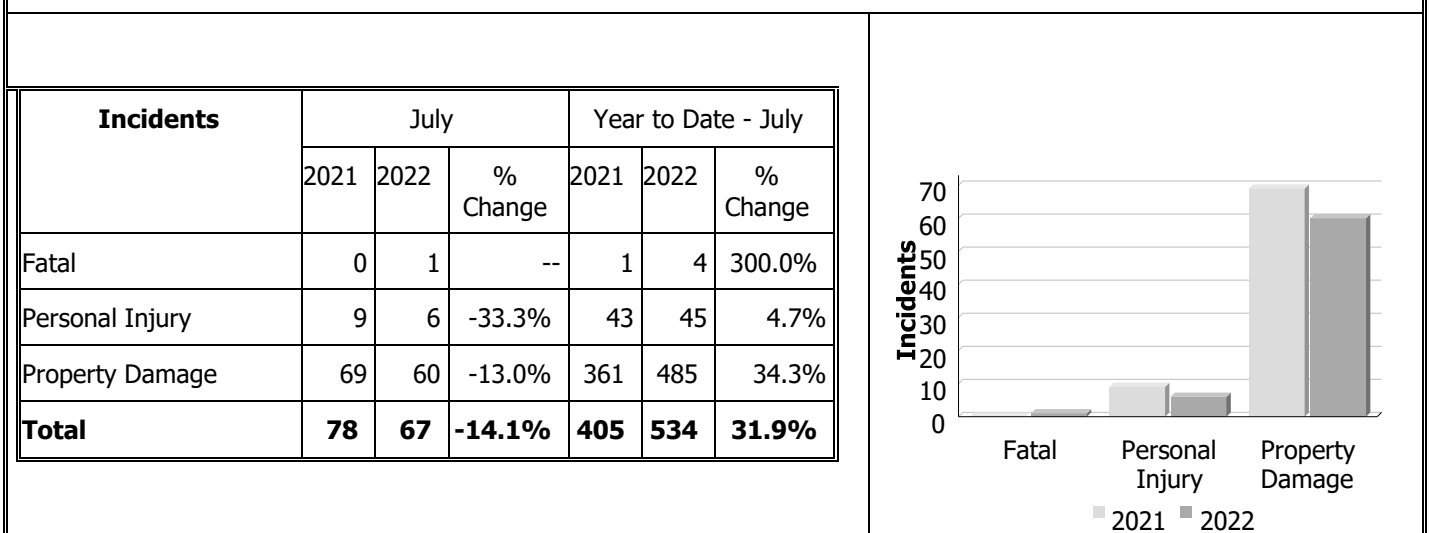 Incidents July Year to Date - July
2021 2022 % Change 2021 2022 % Change
Fatal 0 1 -- 1 4 300.0%
Personal Injury 9 6 -33.3% 43 45 4.7%
Property Damage 69 60 -13.0% 361 485 34.3%
Total 78 67 -14.1% 405 534 31.9%
Incidents
70
60
50
40
30
20
10
0
Fatal
Personal
Injury
Property
Damage
2021 2022